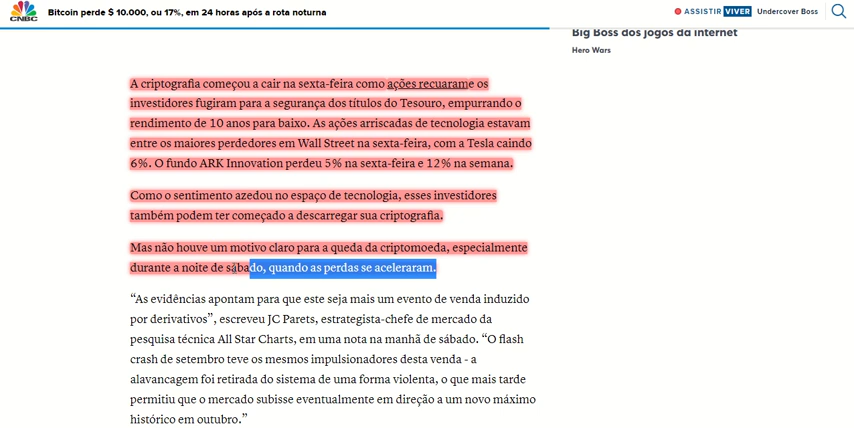 CNBC
Bitcoin perde $ 10.000, ou 17%, em 24 horas após a rota noturna
ASSISTIR VIVER Undercover Boss
Big Boss dos jogos da internet
Hero Wars
A criptografia começou a cair na sexta-feira como ações recuarame os
investidores fugiram para a segurança dos títulos do Tesouro, empurrando o
rendimento de 10 anos para baixo. As ações arriscadas de tecnologia estavam
entre os maiores perdedores em Wall Street na sexta-feira, com a Tesla caindo
6%. O fundo ARK Innovation perdeu 5% na sexta-feira e 12% na semana.
Como o sentimento azedou no espaço de tecnologia, esses investidores
também podem ter começado a descarregar sua criptografia.
Mas não houve um motivo claro para a queda da criptomoeda, especialmente
durante a noite de sábado, quando as perdas se aceleraram.
“As evidências apontam para que este seja mais um evento de venda induzido
por derivativos”, escreveu JC Parets, estrategista-chefe de mercado da
pesquisa técnica All Star Charts, em uma nota na manhã de sábado. “O flash
crash de setembro teve os mesmos impulsionadores desta venda - a
alavancagem foi retirada do sistema de uma forma violenta, o que mais tarde
permitiu que o mercado subisse eventualmente em direção a um novo máximo
histórico em outubro.”